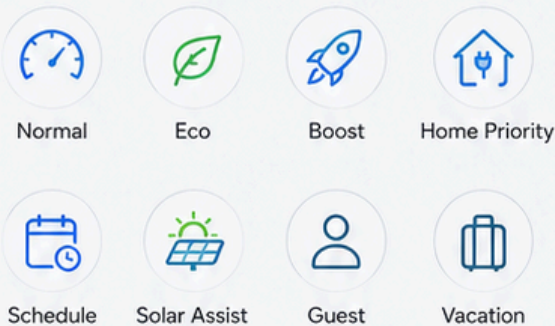 Normal
Eco
Boost
Home Priority
Schedule
Solar Assist
Guest
Vacation